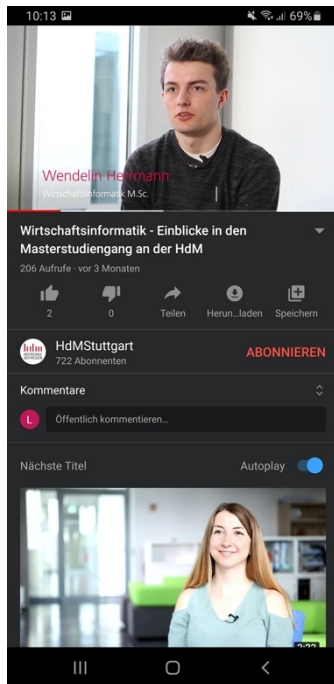 10:13
69%
Wendelin Herrmann
Wirtschaftsinformatik M.Sc.
Wirtschaftsinformatik - Einblicke in den
Masterstudiengang an der HdM
206 Aufrufe · vor 3 Monaten
2 0 Teilen Herun...laden Speichern
HdMStuttgart
722 Abonnenten
ABONNIEREN
Kommentare
L Öffentlich kommentieren...
Nächste Titel Autoplay